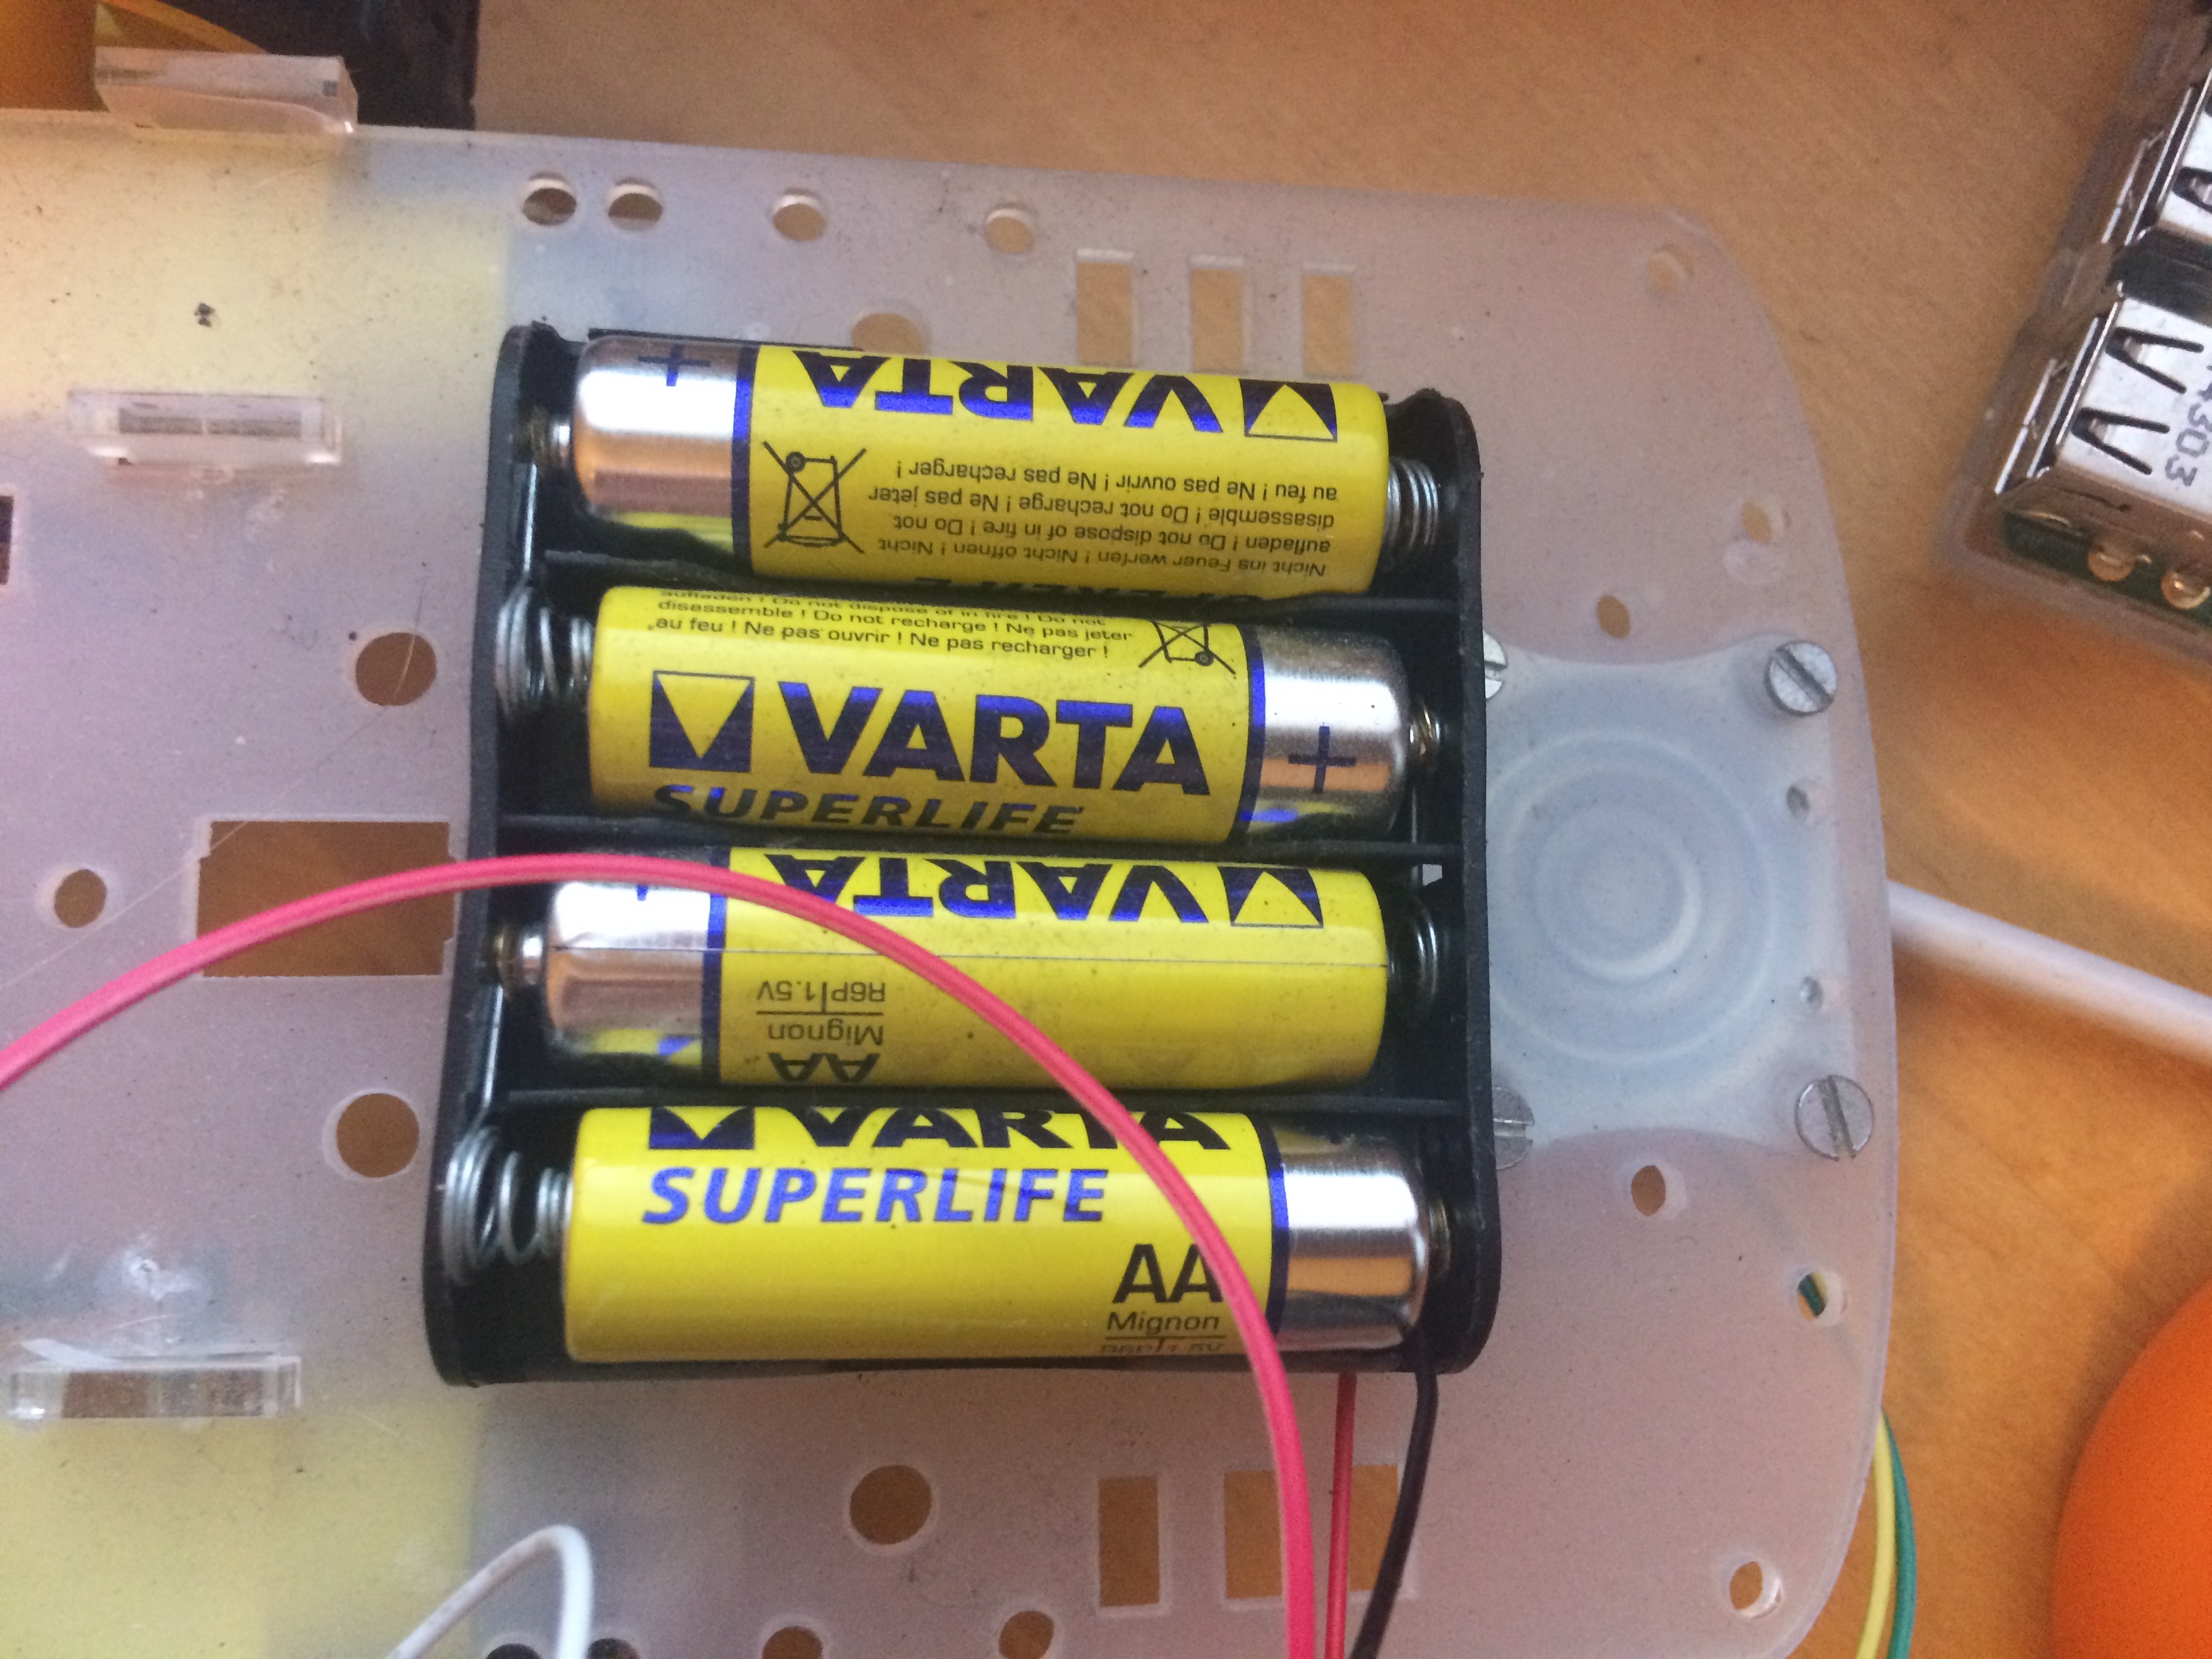 +
VARTA
au feu ! Ne pas ouvrir ! Ne pas recharger !
disassemble ! Do not recharge ! Ne pas jeter
aufladen ! Do not dispose of in fire ! Do not
Nicht ins Feuer werfen ! Nicht öffnen ! Nicht
SUPERLIFE
aufladen ! Do not dispose of in fire ! Do not
disassemble ! Do not recharge ! Ne pas jeter
au feu ! Ne pas ouvrir ! Ne pas recharger !
VARTA
+
SUPERLIFE
VARTA
R6P 1.5V
Mignon
AA
VARTA
SUPERLIFE
AA
Mignon
R6P 1.5V